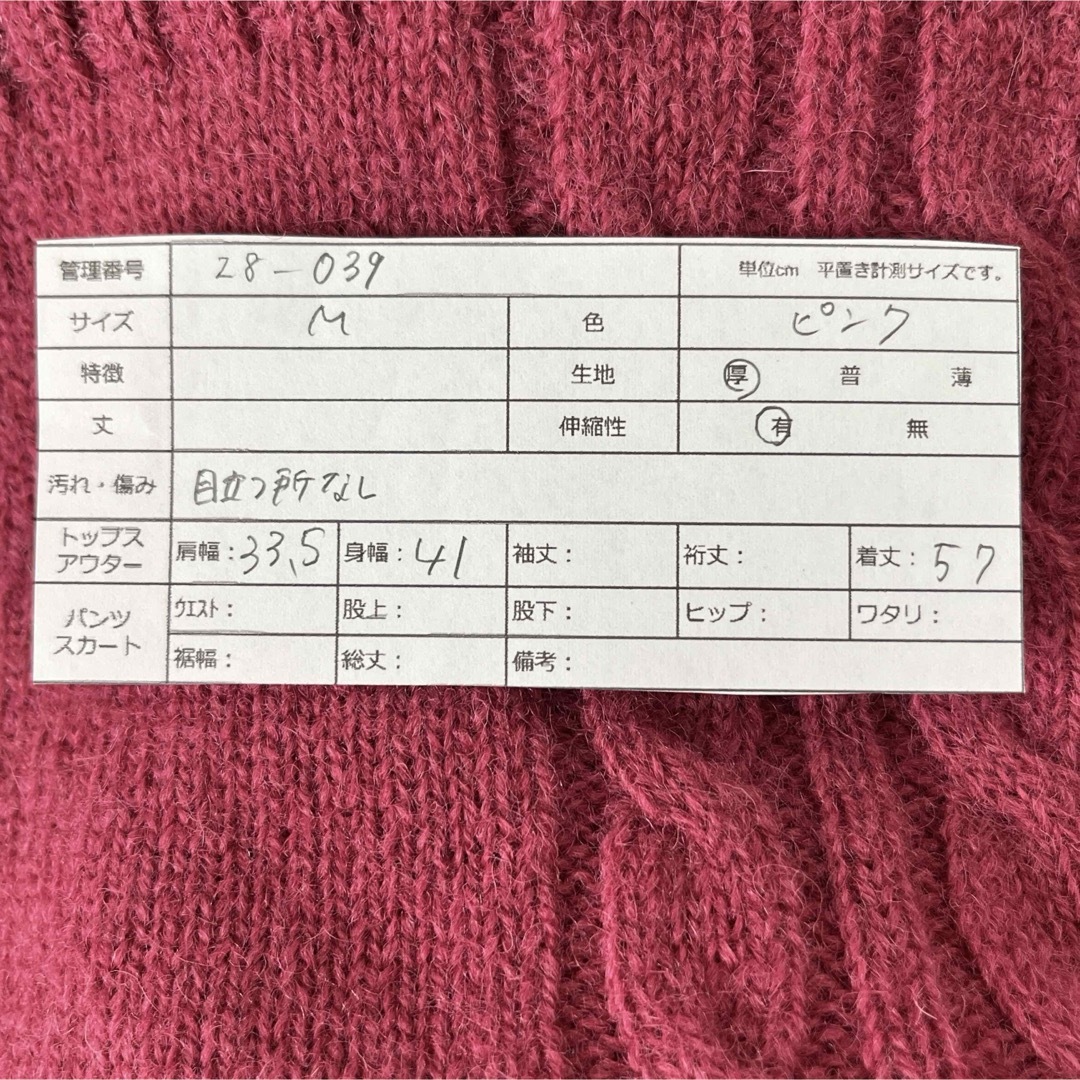 管理番号 28-039 単位cm 平置き計測サイズです。
サイズ M 色 ピンク
特徴 生地 厚 普 薄
丈 伸縮性 有 無
汚れ・傷み 目立つ所なし
トップス アウター 肩幅：33.5 身幅：41 袖丈： 裄丈： 着丈：57
パンツ スカート ウエスト： 股上： 股下： ヒップ： ワタリ：
裾幅： 総丈： 備考：